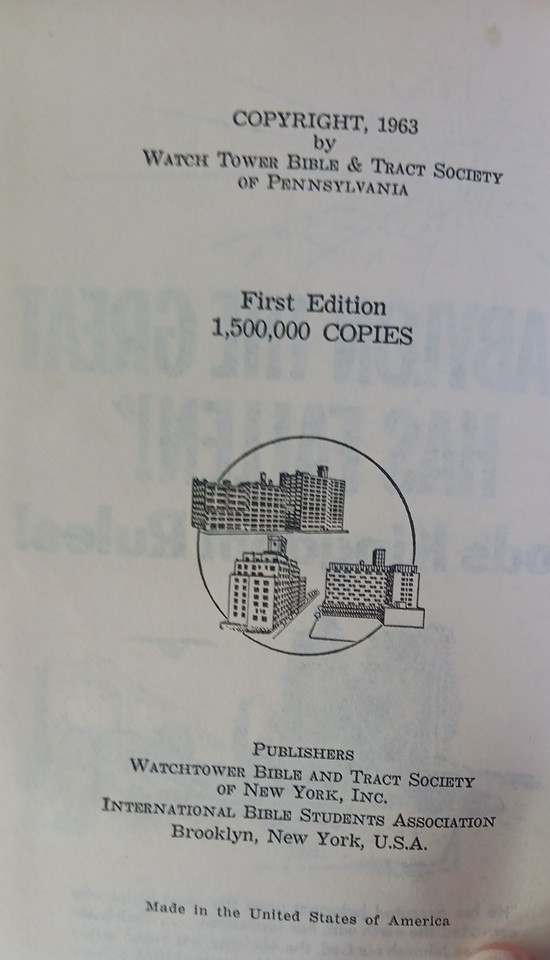 COPYRIGHT, 1963
by
WATCH TOWER BIBLE & TRACT SOCIETY
OF PENNSYLVANIA
First Edition
1,500,000 COPIES
PUBLISHERS
WATCHTOWER BIBLE AND TRACT SOCIETY
OF NEW YORK, INC.
INTERNATIONAL BIBLE STUDENTS ASSOCIATION
Brooklyn, New York, U.S.A.
Made in the United States of America